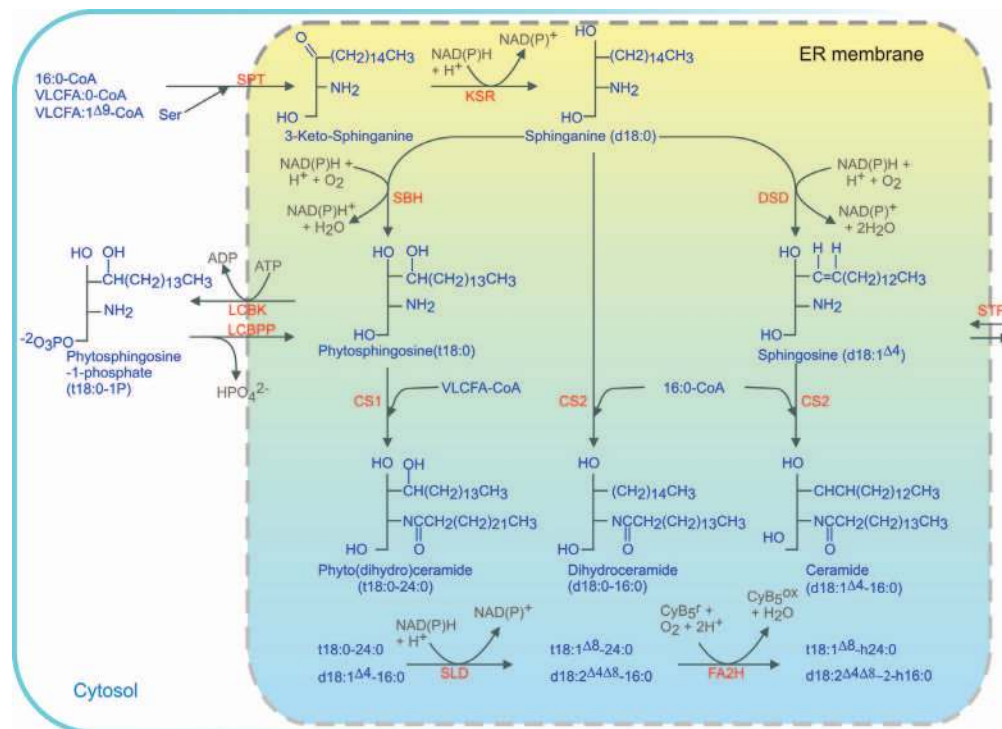 ER membrane
O
(CH2)14CH3
NH2
HO
3-Keto-Sphinganine
NAD(P)H
+ H+
NAD(P)+
KSR
HO
(CH2)14CH3
NH2
HO
Sphinganine (d18:0)
16:0-CoA
VLCFA:0-CoA
VLCFA:1Δ9-CoA
Ser
SPT
NAD(P)H +
H+ + O2
NAD(P)H+
+ H2O
SBH
NAD(P)H +
H+ + O2
NAD(P)+
+ 2H2O
DSD
HO OH
CH(CH2)13CH3
NH2
-2O3PO
Phytosphingosine
-1-phosphate
(t18:0-1P)
ADP
ATP
LCBK
LCBPP
HPO42-
HO OH
CH(CH2)13CH3
NH2
HO
Phytosphingosine(t18:0)
HO H H
C=C(CH2)12CH3
NH2
HO
Sphingosine (d18:1Δ4)
CS1
VLCFA-CoA
CS2
16:0-CoA
CS2
HO OH
CH(CH2)13CH3
NCCH2(CH2)21CH3
HO O
Phyto(dihydro)ceramide
(t18:0-24:0)
HO
(CH2)14CH3
NCCH2(CH2)13CH3
HO O
Dihydroceramide
(d18:0-16:0)
HO
CHCH(CH2)12CH3
NCCH2(CH2)13CH3
HO O
Ceramide
(d18:1Δ4-16:0)
t18:0-24:0
d18:1Δ4-16:0
NAD(P)H
+ H+
NAD(P)+
SLD
t18:1Δ8-24:0
d18:2Δ4Δ8-16:0
CyB5r +
O2 + 2H+
CyB5ox
+ H2O
FA2H
t18:1Δ8-h24:0
d18:2Δ4Δ8-2-h16:0
Cytosol